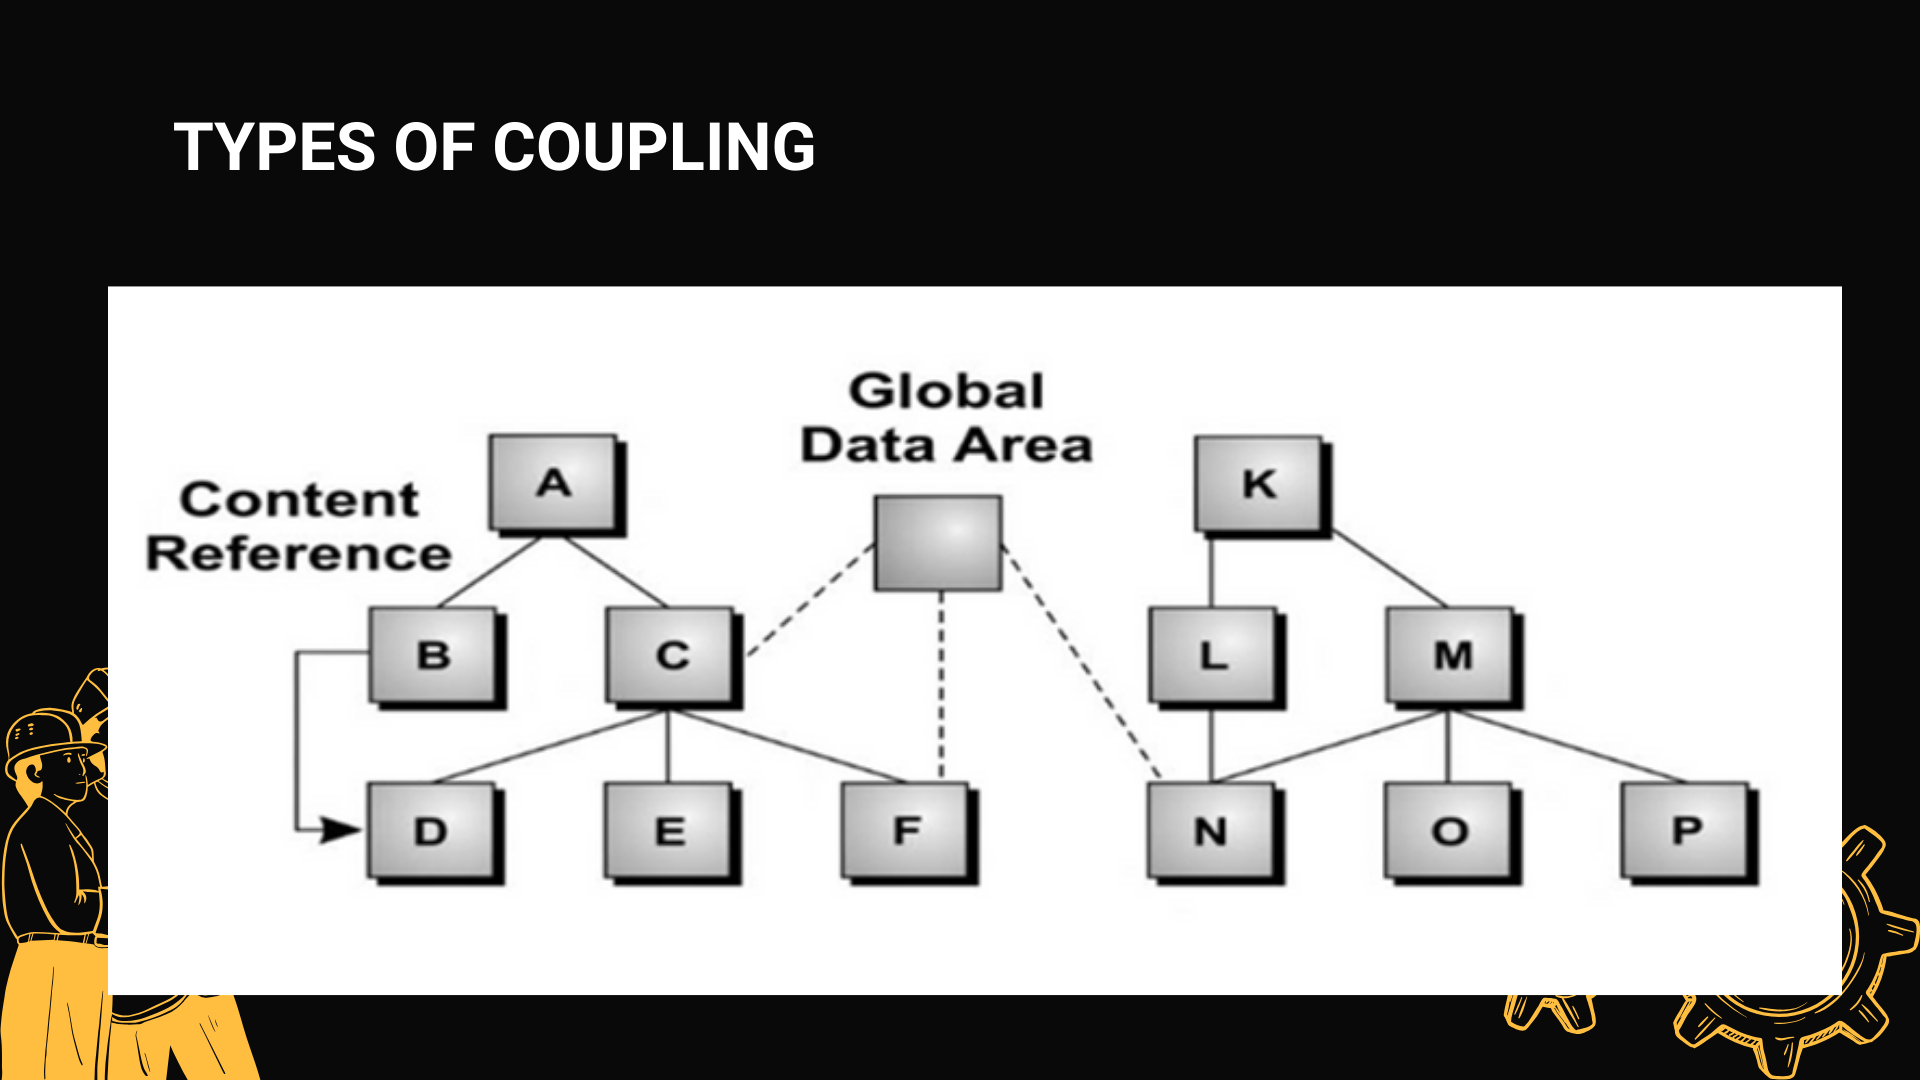 TYPES OF COUPLING
Global
Data Area
Content
Reference
A
K
B
C
L
M
D
E
F
N
O
P